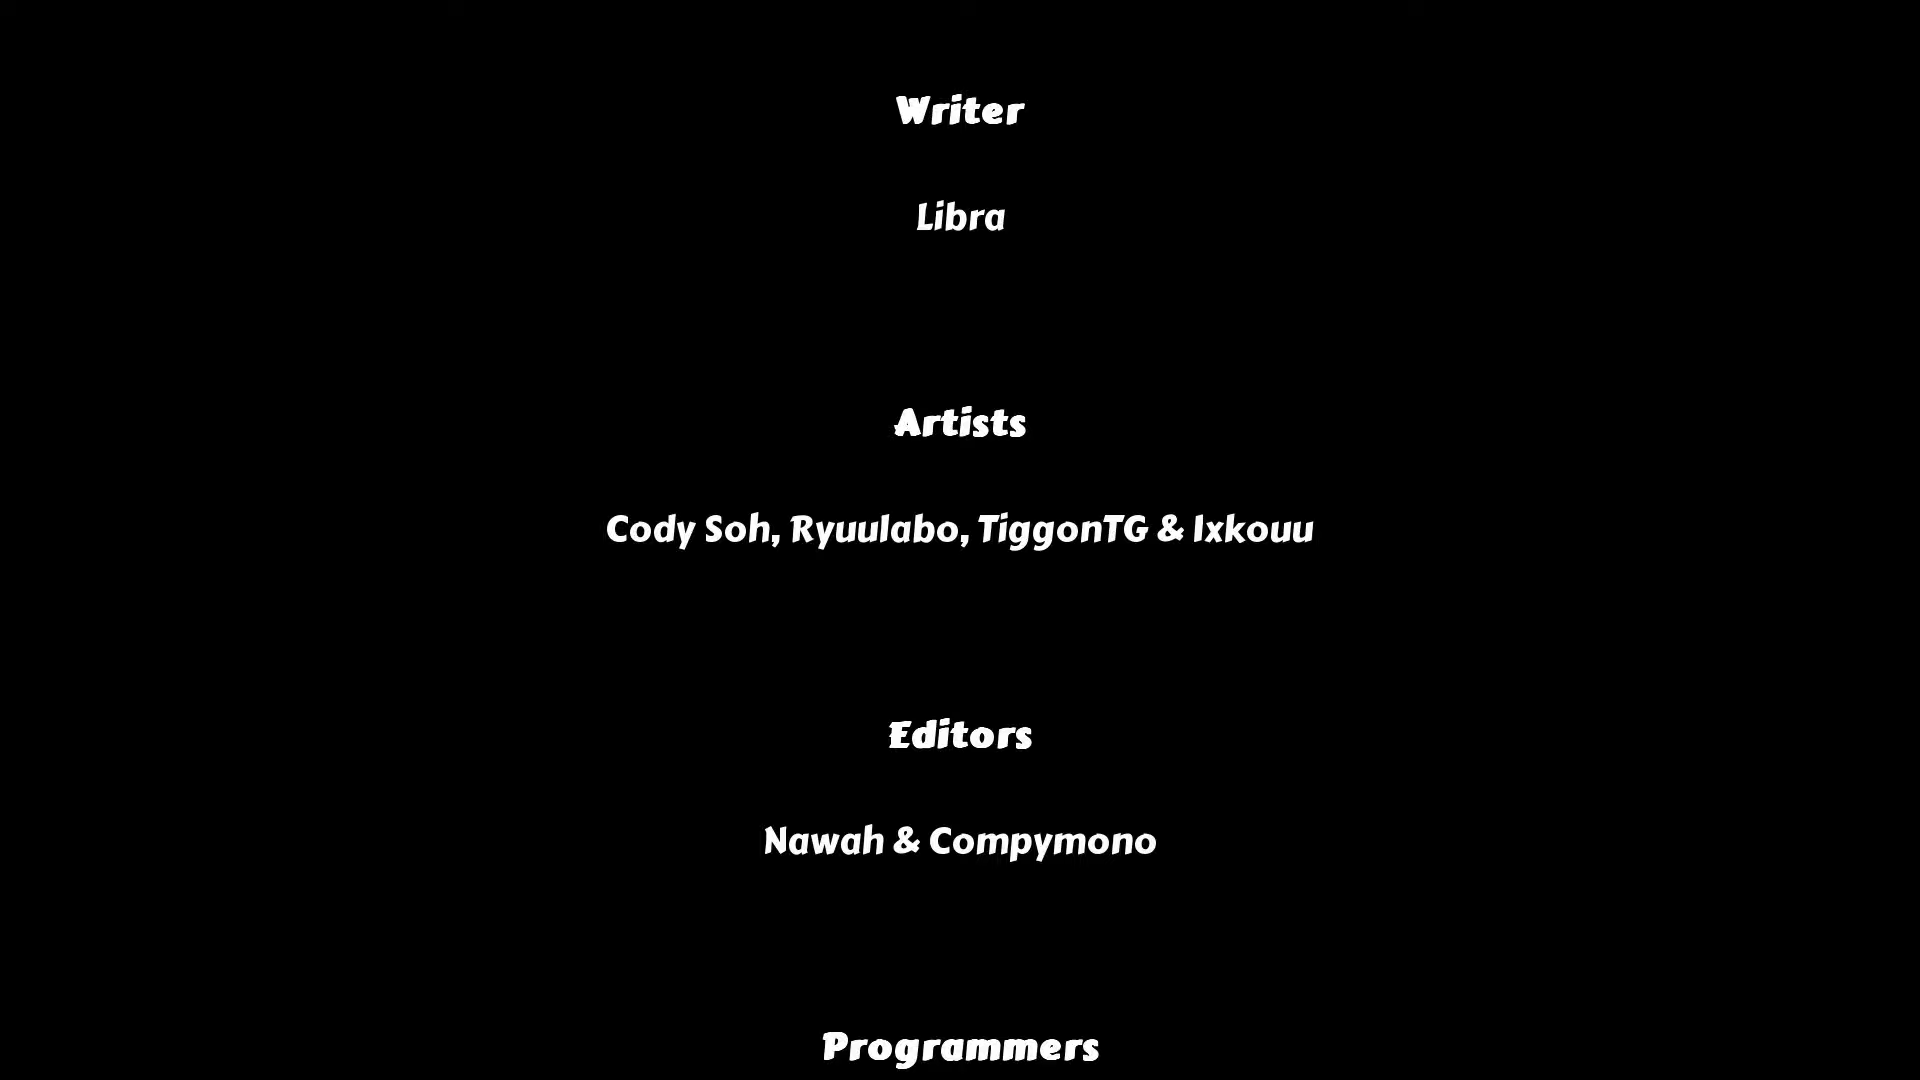 Writer
Libra
Artists
Cody Soh, Ryuulabo, TiggonTG & Ixkouu
Editors
Nawah & Compymono
Programmers